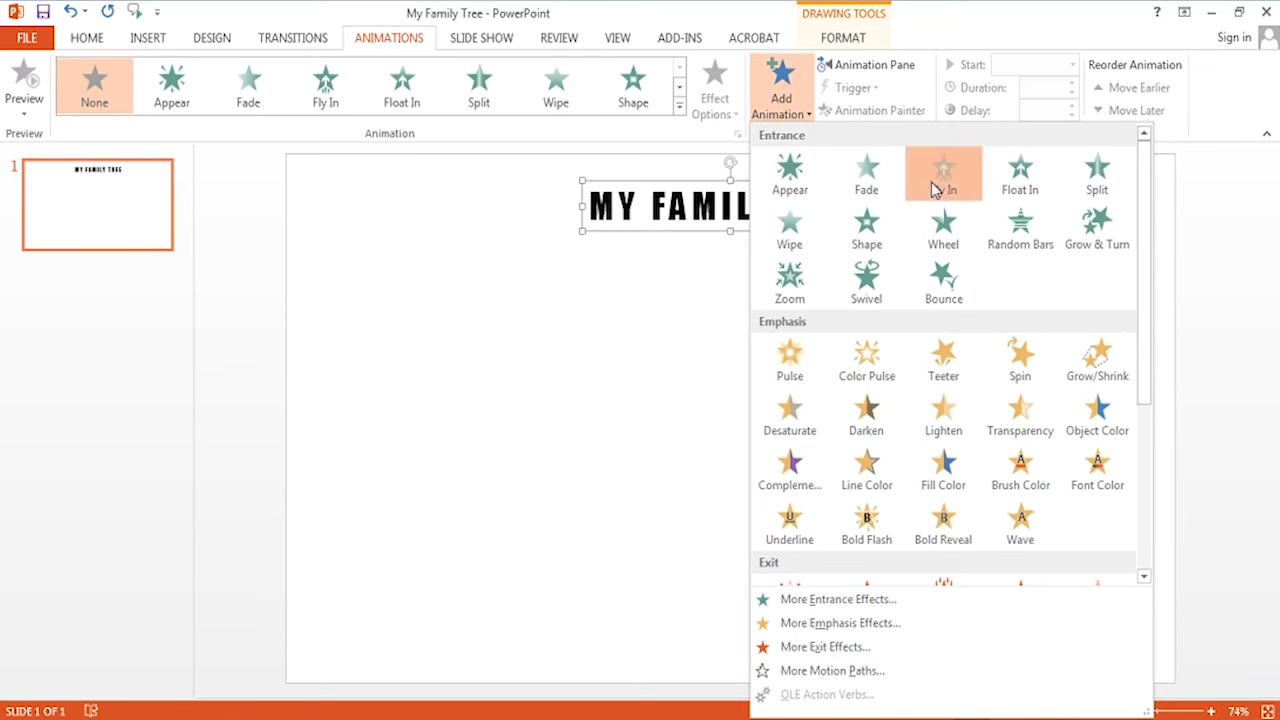 My Family Tree - PowerPoint
DRAWING TOOLS
?
Sign in
FILE HOME INSERT DESIGN TRANSITIONS ANIMATIONS SLIDE SHOW REVIEW VIEW ADD-INS ACROBAT FORMAT
Preview
None Appear Fade Fly In Float In Split Wipe Shape
Effect Options
Add Animation
Animation Pane
Trigger
Animation Painter
Start:
Duration:
Delay:
Reorder Animation
Move Earlier
Move Later
Preview Animation
1
MY FAMILY TREE
MY FAMIL
Entrance
Appear Fade In Float In Split
Wipe Shape Wheel Random Bars Grow & Turn
Zoom Swivel Bounce
Emphasis
Pulse Color Pulse Teeter Spin Grow/Shrink
Desaturate Darken Lighten Transparency Object Color
Compleme... Line Color Fill Color Brush Color Font Color
Underline Bold Flash Bold Reveal Wave
Exit
More Entrance Effects...
More Emphasis Effects...
More Exit Effects...
More Motion Paths...
OLE Action Verbs...
SLIDE 1 OF 1
74%